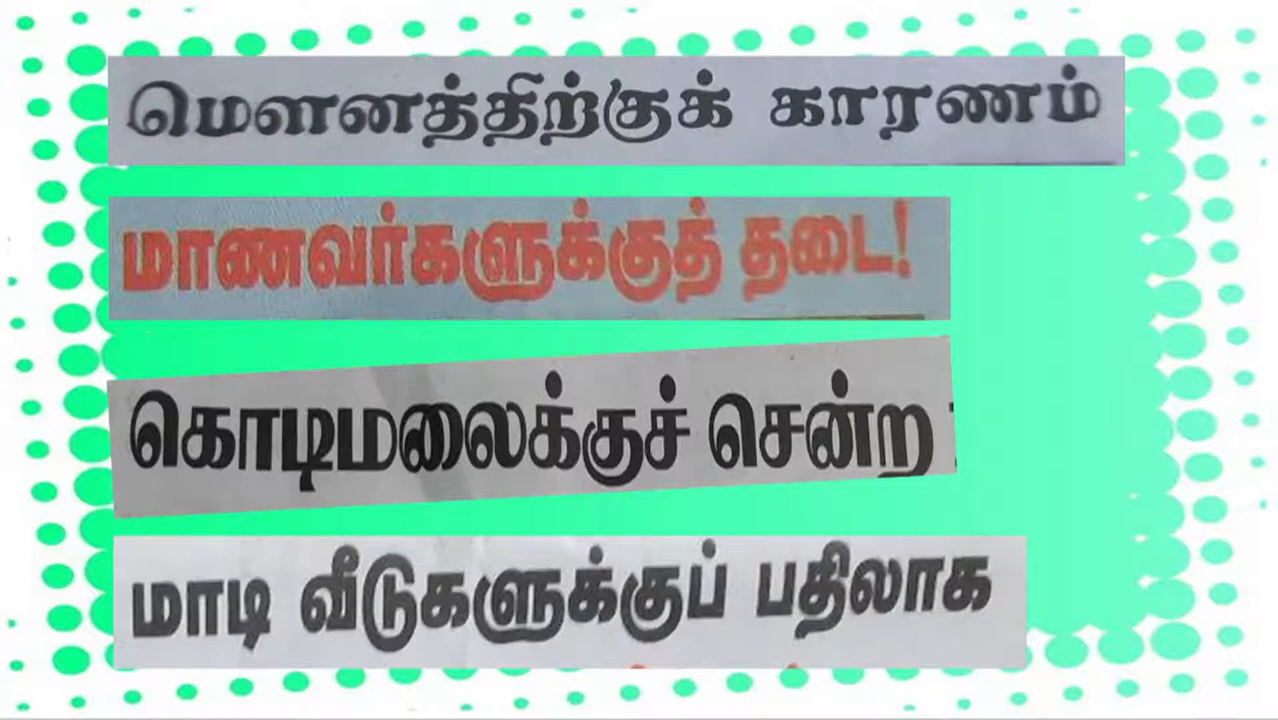 மௌனத்திற்குக் காரணம்
மாணவர்களுக்குத் தடை!
கொடிமலைக்குச் சென்ற
மாடி வீடுகளுக்குப் பதிலாக